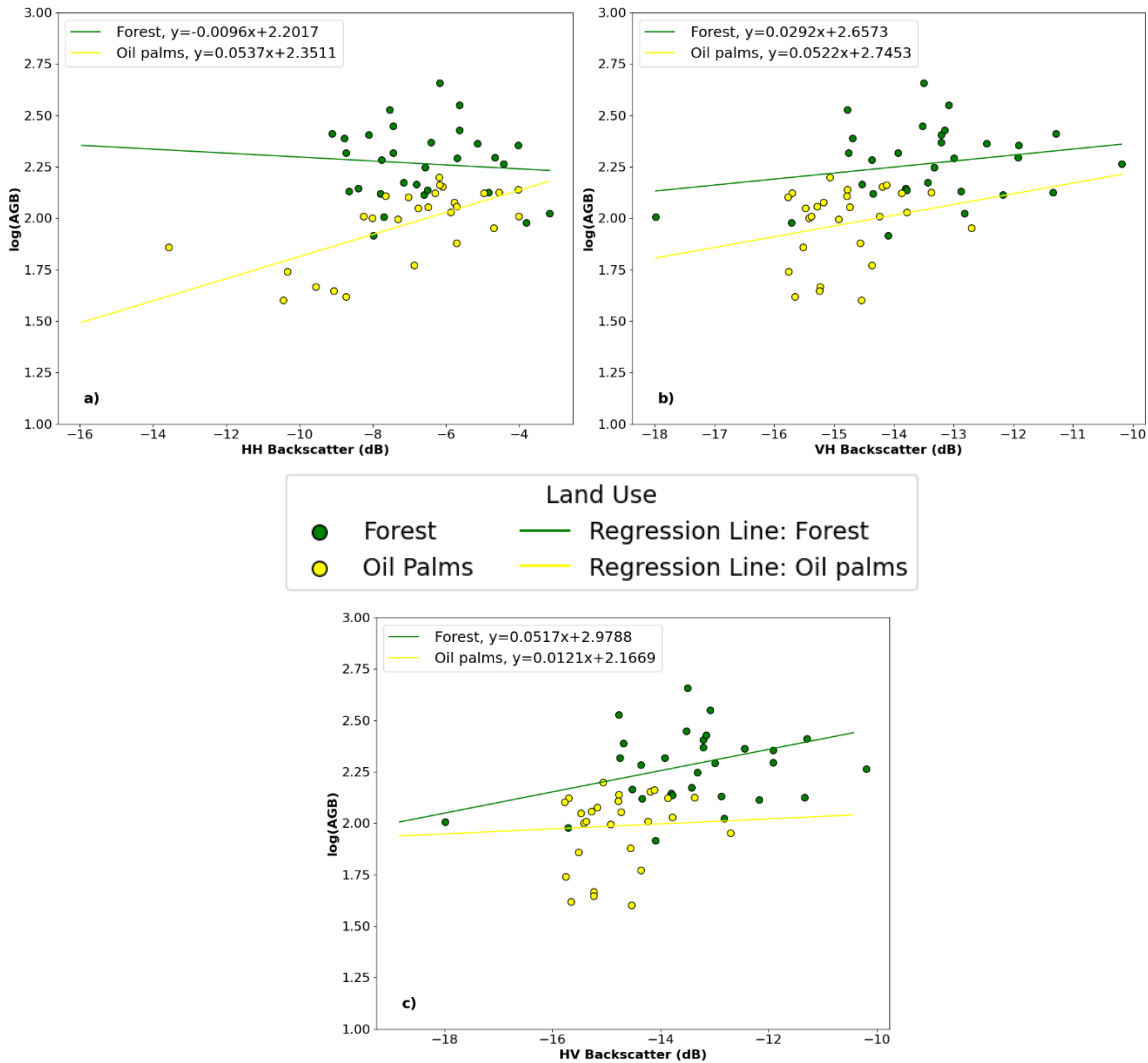 3.00
2.75
2.50
2.25
2.00
1.75
1.50
1.25
1.00
log(AGB)
Forest, y=-0.0096x+2.2017
Oil palms, y=0.0537x+2.3511
a)
−16 −14 −12 −10 −8 −6 −4
HH Backscatter (dB)
3.00
2.75
2.50
2.25
2.00
1.75
1.50
1.25
1.00
log(AGB)
Forest, y=0.0292x+2.6573
Oil palms, y=0.0522x+2.7453
b)
−18 −17 −16 −15 −14 −13 −12 −11 −10
VH Backscatter (dB)
Land Use
Forest Regression Line: Forest
Oil Palms Regression Line: Oil palms
3.00
2.75
2.50
2.25
2.00
1.75
1.50
1.25
1.00
log(AGB)
Forest, y=0.0517x+2.9788
Oil palms, y=0.0121x+2.1669
c)
−18 −16 −14 −12 −10
HV Backscatter (dB)